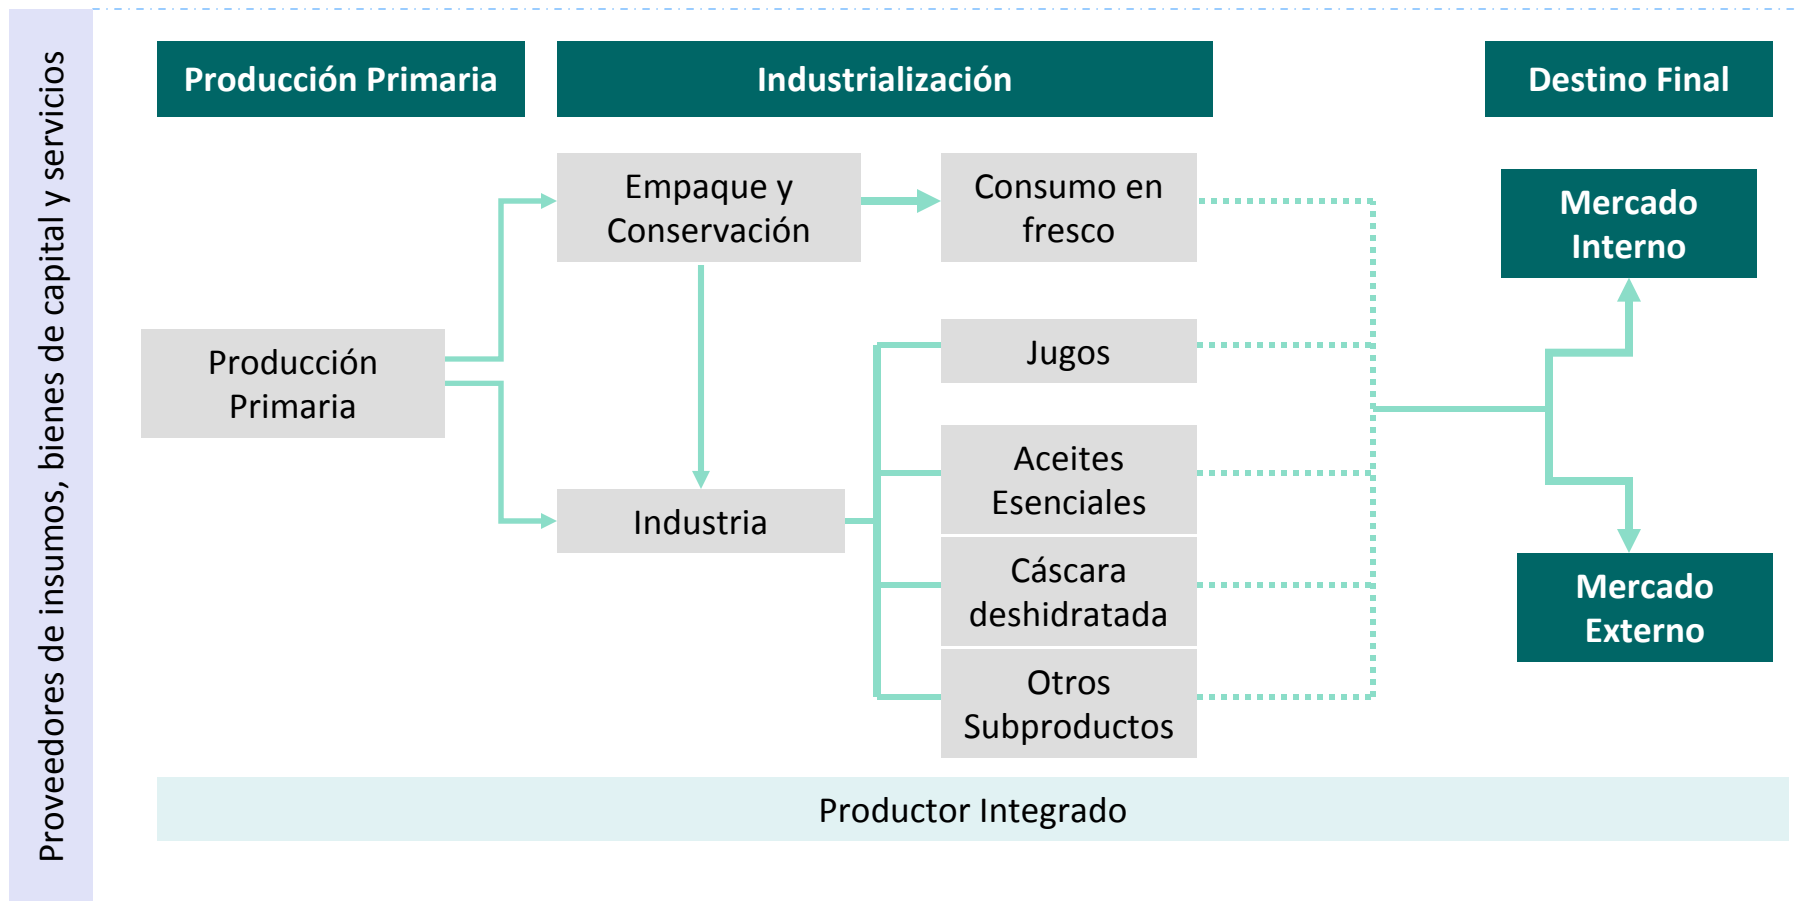 Proveedores de insumos, bienes de capital y servicios
Producción Primaria
Industrialización
Destino Final
Empaque y
Conservación
Consumo en
fresco
Mercado
Interno
Producción
Primaria
Jugos
Aceites
Esenciales
Industria
Cáscara
deshidratada
Mercado
Externo
Otros
Subproductos
Productor Integrado